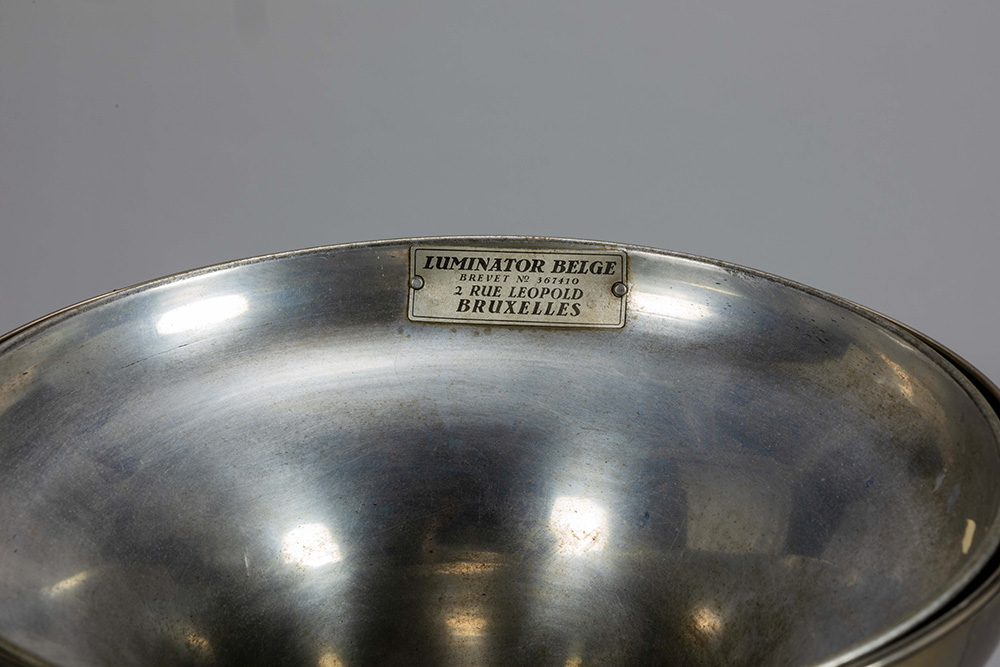 LUMINATOR BELGE
BREVET Nº 367410
2 RUE LEOPOLD
BRUXELLES